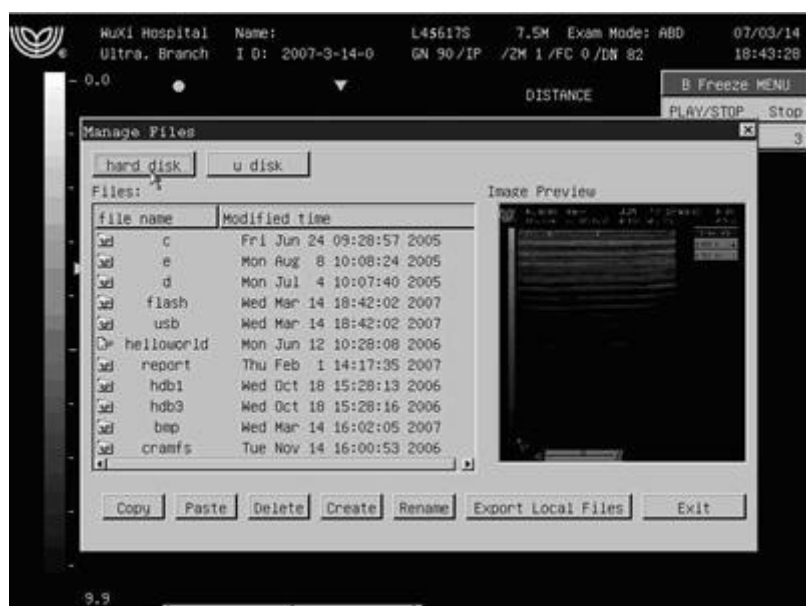 WuXi Hospital Name: L45617S 7.5M Exam Mode: ABD 07/03/14
Ultra. Branch I D: 2007-3-14-0 GN 90/IP /ZM 1/FC 0/DN 82 18:43:28
0.0
DISTANCE
B Freeze MENU
PLAY/STOP Stop
3
Manage Files
hard disk u disk
Files: Image Preview
file name Modified time
c Fri Jun 24 09:28:57 2005
e Mon Aug 8 10:08:24 2005
d Mon Jul 4 10:07:40 2005
flash Wed Mar 14 18:42:02 2007
usb Wed Mar 14 18:42:02 2007
helloworld Mon Jun 12 10:28:08 2006
report Thu Feb 1 14:17:35 2007
hdb1 Wed Oct 18 15:28:13 2006
hdb3 Wed Oct 18 15:28:16 2006
bmp Wed Mar 14 16:02:05 2007
cramfs Tue Nov 14 16:00:53 2006
Copy Paste Delete Create Rename Export Local Files Exit
9.9